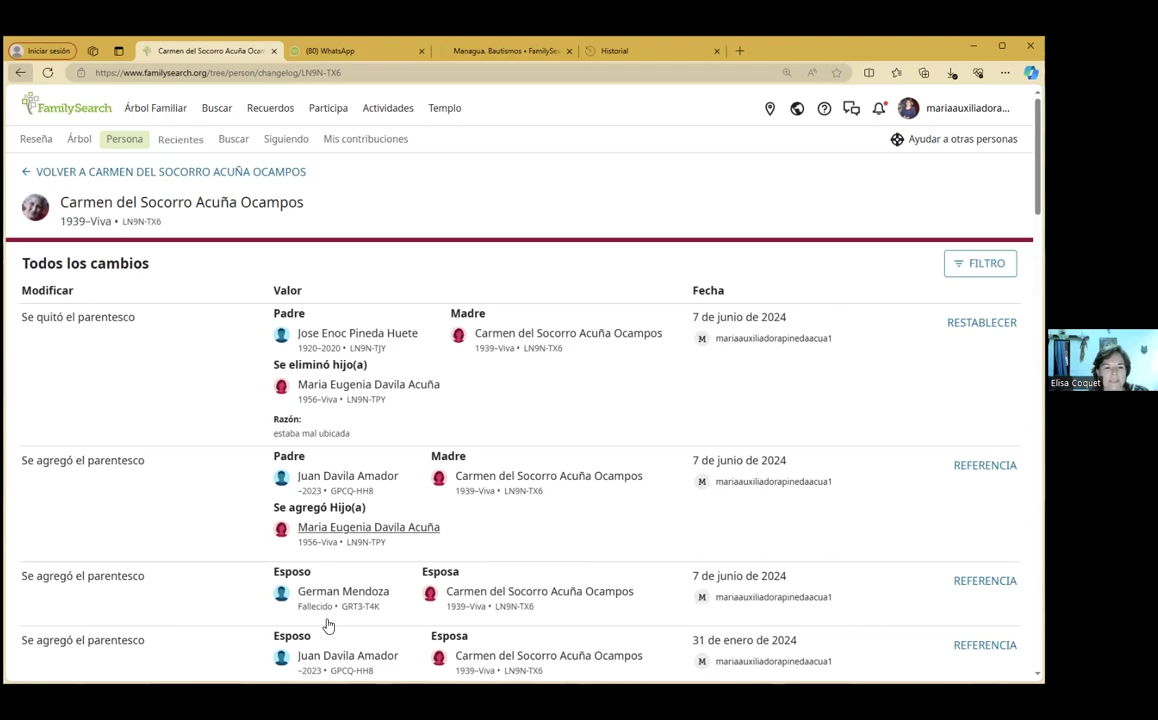 Iniciar sesión
Carmen del Socorro Acuña Ocam
(80) WhatsApp
Managua. Bautismos • FamilySe
Historial
https://www.familysearch.org/tree/person/changelog/LN9N-TX6
FamilySearch
Árbol Familiar
Buscar
Recuerdos
Participa
Actividades
Templo
mariaauxiliadora...
Reseña
Árbol
Persona
Recientes
Buscar
Siguiendo
Mis contribuciones
Ayudar a otras personas
← VOLVER A CARMEN DEL SOCORRO ACUÑA OCAMPOS
Carmen del Socorro Acuña Ocampos
1939–Viva • LN9N-TX6
Todos los cambios
FILTRO
Modificar
Valor
Fecha
Se quitó el parentesco
Padre
Madre
7 de junio de 2024
RESTABLECER
Jose Enoc Pineda Huete
Carmen del Socorro Acuña Ocampos
M mariaauxiliadorapinedaacua1
1920–2020 • LN9N-TJY
1939–Viva • LN9N-TX6
Se eliminó hijo(a)
Maria Eugenia Davila Acuña
1956–Viva • LN9N-TPY
Razón:
estaba mal ubicada
Se agregó el parentesco
Padre
Madre
7 de junio de 2024
REFERENCIA
Juan Davila Amador
Carmen del Socorro Acuña Ocampos
M mariaauxiliadorapinedaacua1
–2023 • GPCQ-HH8
1939–Viva • LN9N-TX6
Se agregó Hijo(a)
Maria Eugenia Davila Acuña
1956–Viva • LN9N-TPY
Se agregó el parentesco
Esposo
Esposa
7 de junio de 2024
REFERENCIA
German Mendoza
Carmen del Socorro Acuña Ocampos
M mariaauxiliadorapinedaacua1
Fallecido • GRT3-T4K
1939–Viva • LN9N-TX6
Se agregó el parentesco
Esposo
Esposa
31 de enero de 2024
REFERENCIA
Juan Davila Amador
Carmen del Socorro Acuña Ocampos
M mariaauxiliadorapinedaacua1
–2023 • GPCQ-HH8
1939–Viva • LN9N-TX6
Elisa Coquet